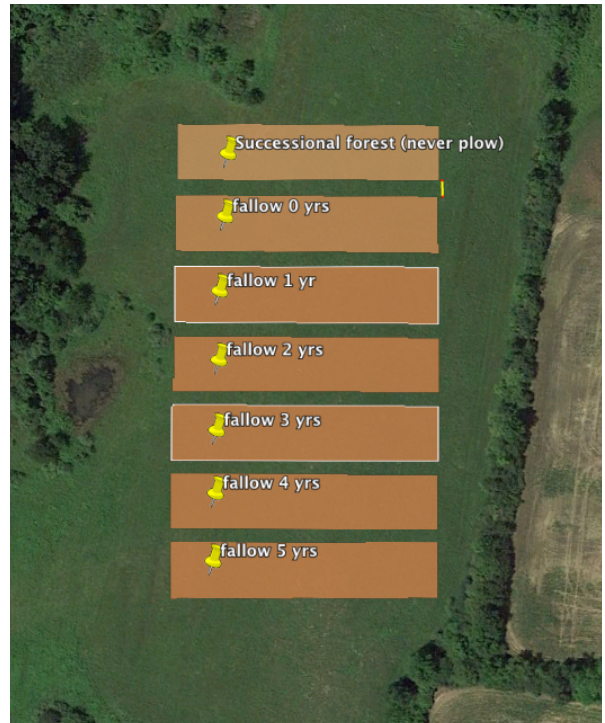 Successional forest (never plow)
fallow 0 yrs
fallow 1 yr
fallow 2 yrs
fallow 3 yrs
fallow 4 yrs
fallow 5 yrs